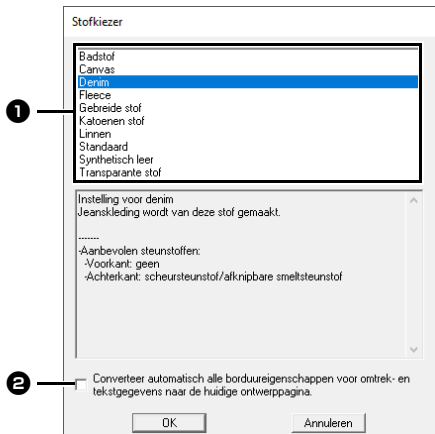 Stofkiezer
Badstof
Canvas
Denim
Fleece
Gebreide stof
Katoenen stof
Linnen
Standaard
Synthetisch leer
Transparante stof
1
Instelling voor denim
Jeanskleding wordt van deze stof gemaakt.
-------
-Aanbevolen steunstoffen:
-Voorkant: geen
-Achterkant: scheursteunstof/afknipbare smeltsteunstof
2
Converteer automatisch alle borduureigenschappen voor omtrek- en
tekstgegevens naar de huidige ontwerppagina.
OK
Annuleren